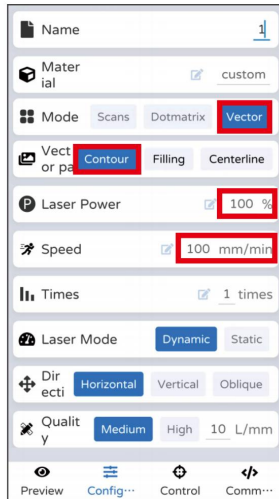 Name 1
Mater
ial custom
Mode Scans Dotmatrix Vector
Vect
or pa Contour Filling Centerline
P Laser Power 100 %
Speed 100 mm/min
Times 1 times
Laser Mode Dynamic Static
Dir
ecti Horizontal Vertical Oblique
Qualit
y Medium High 10 L/mm
Preview Config··· Control Comm···